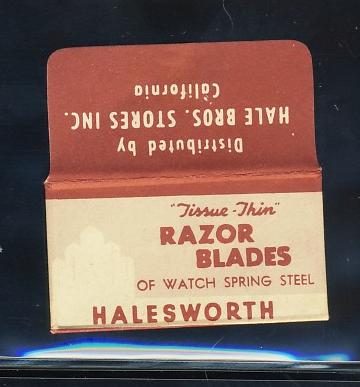 Distributed by
HALE BROS. STORES INC.
California
"Tissue-Thin"
RAZOR
BLADES
OF WATCH SPRING STEEL
HALESWORTH